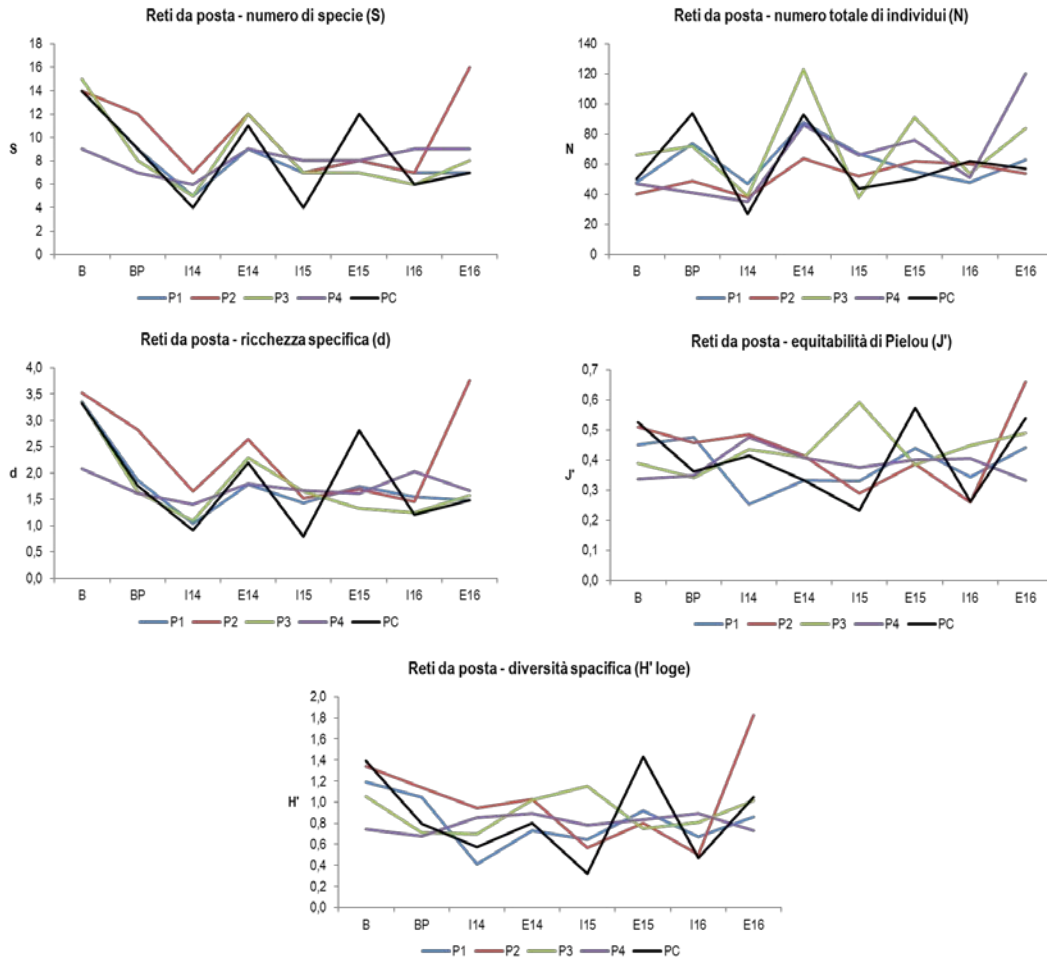 Reti da posta - numero di specie (S)
18
16
14
12
10
8
6
4
2
0
S
B BP I14 E14 I15 E15 I16 E16
P1 P2 P3 P4 PC
Reti da posta - numero totale di individui (N)
140
120
100
80
60
40
20
0
N
B BP I14 E14 I15 E15 I16 E16
P1 P2 P3 P4 PC
Reti da posta - ricchezza specifica (d)
4,0
3,5
3,0
2,5
2,0
1,5
1,0
0,5
0,0
d
B BP I14 E14 I15 E15 I16 E16
P1 P2 P3 P4 PC
Reti da posta - equitabilità di Pielou (J')
0,7
0,6
0,5
0,4
0,3
0,2
0,1
0,0
J'
B BP I14 E14 I15 E15 I16 E16
P1 P2 P3 P4 PC
Reti da posta - diversità spacifica (H' loge)
2,0
1,8
1,6
1,4
1,2
1,0
0,8
0,6
0,4
0,2
0,0
H'
B BP I14 E14 I15 E15 I16 E16
P1 P2 P3 P4 PC